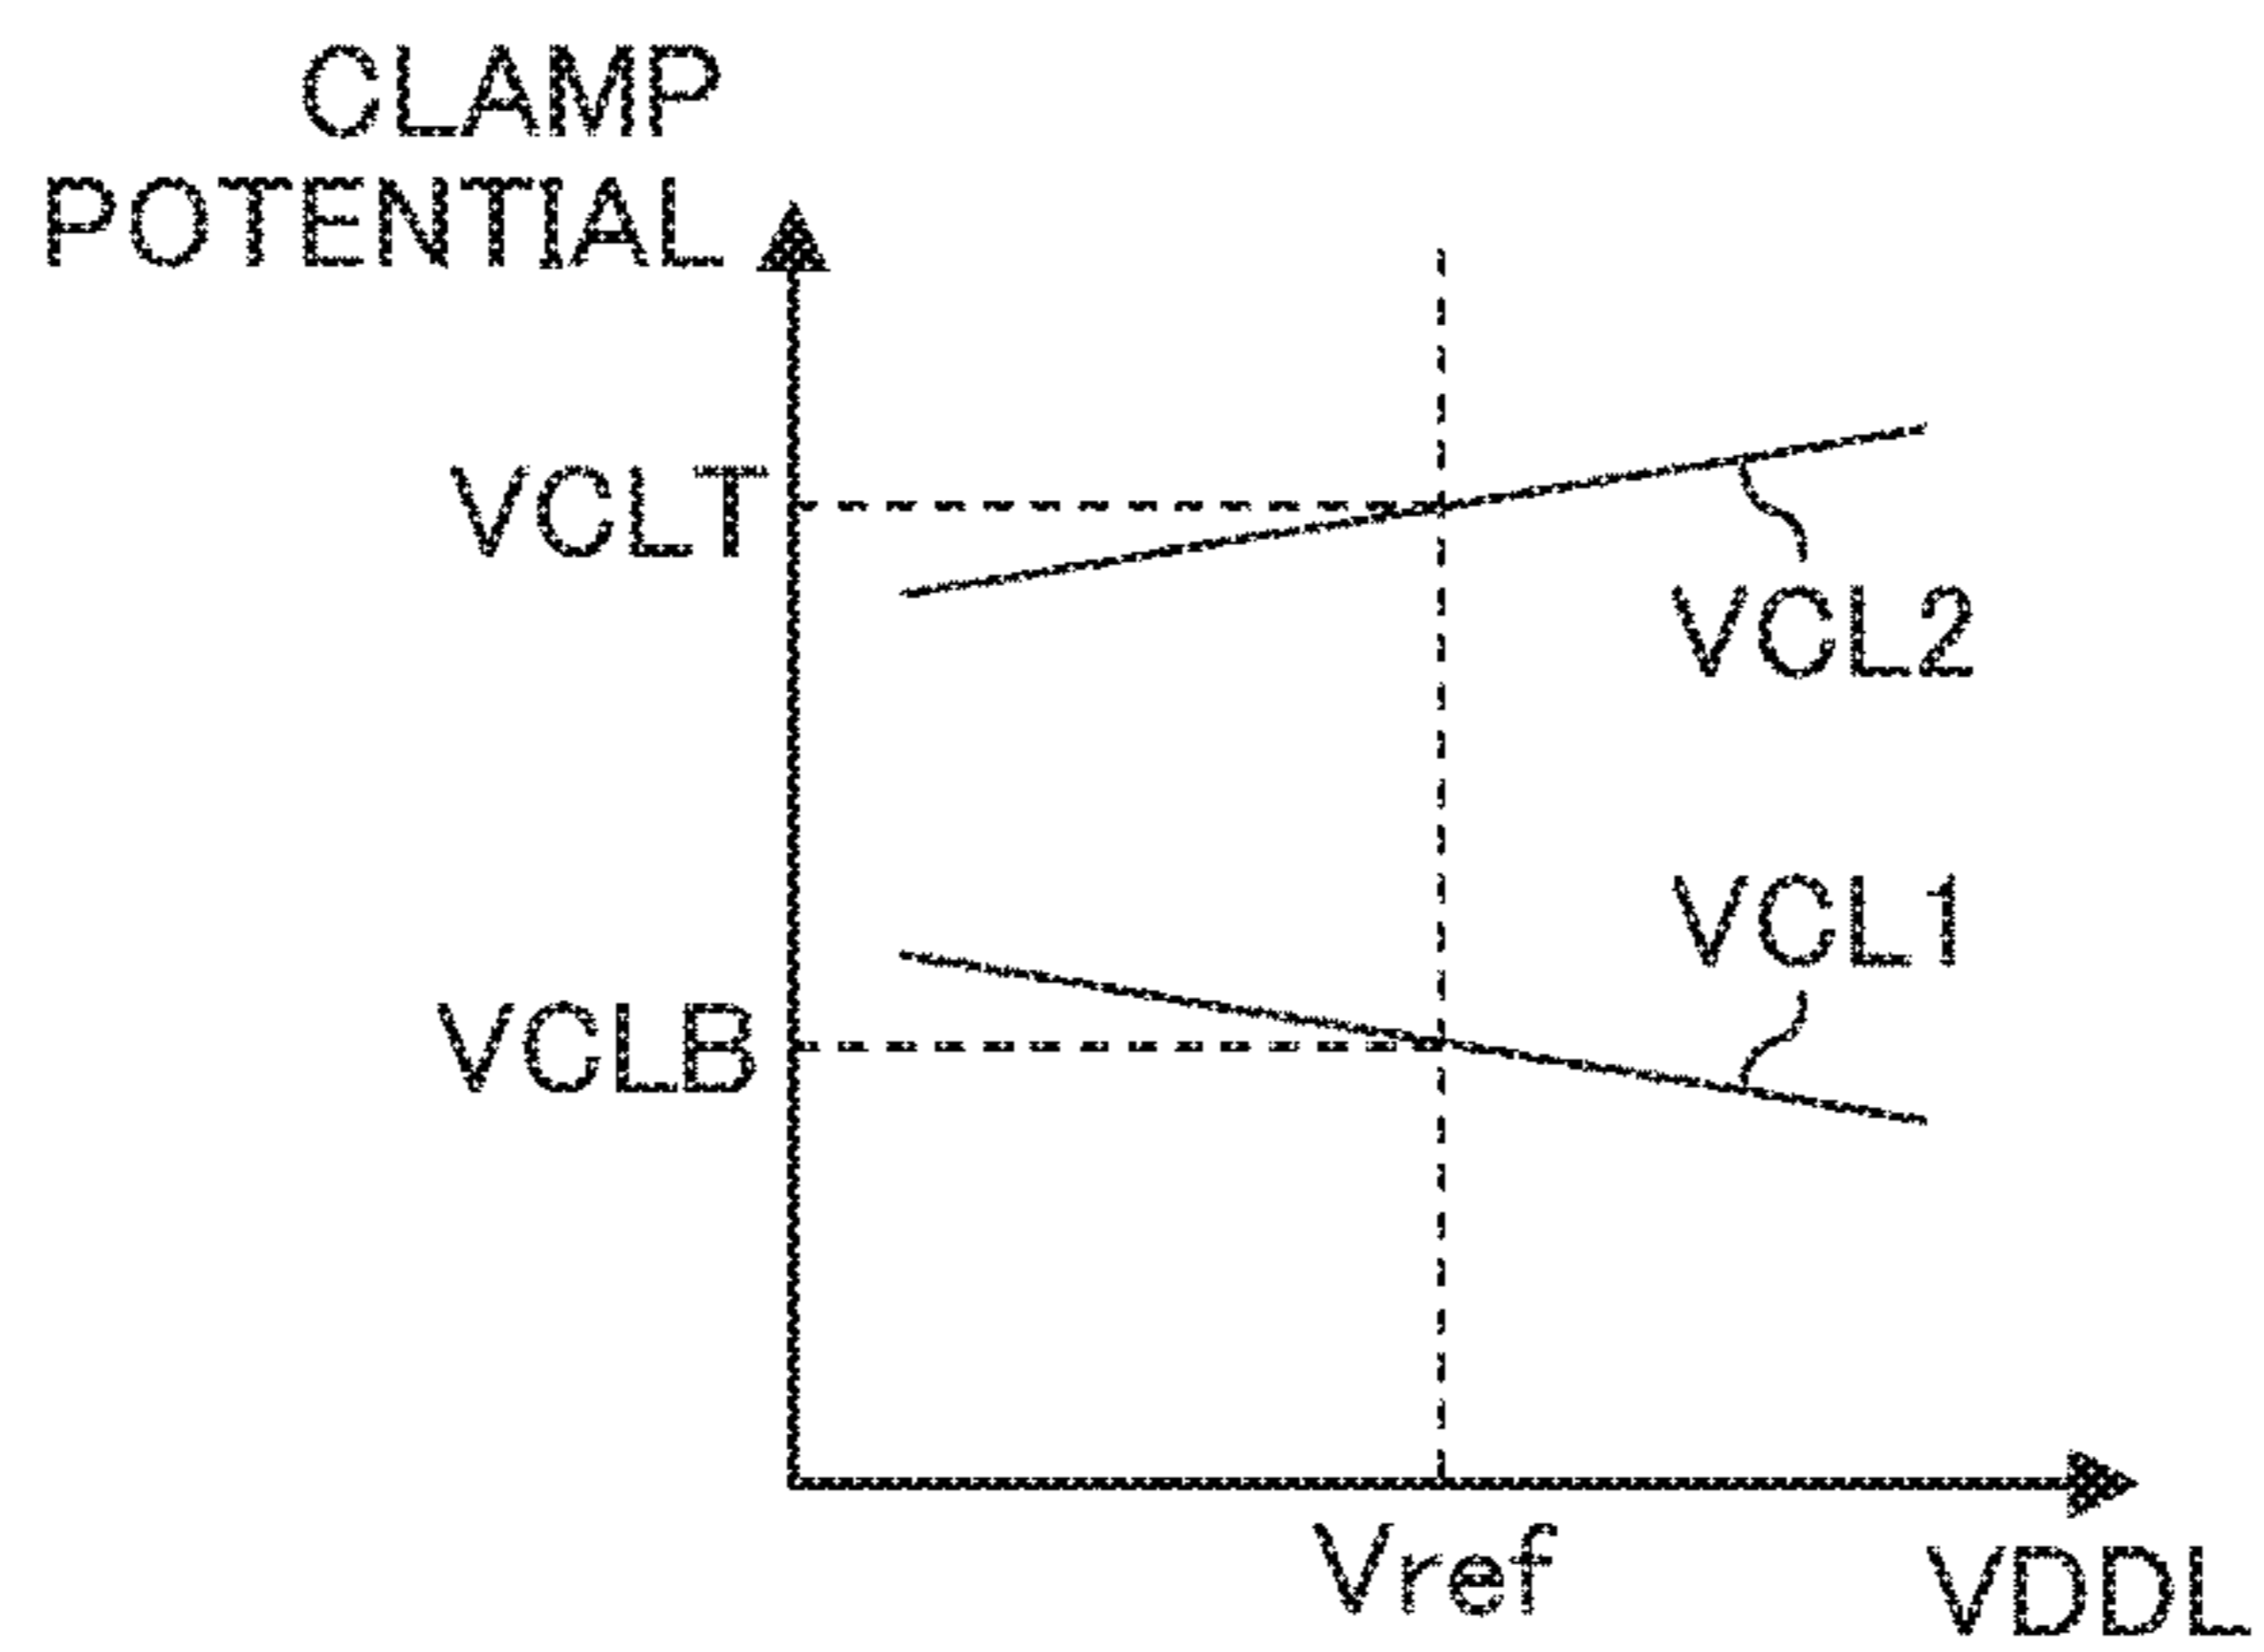 CLAMP
POTENTIAL
VCLT
VCL2
VCL1
VCLB
Vref
VDDL